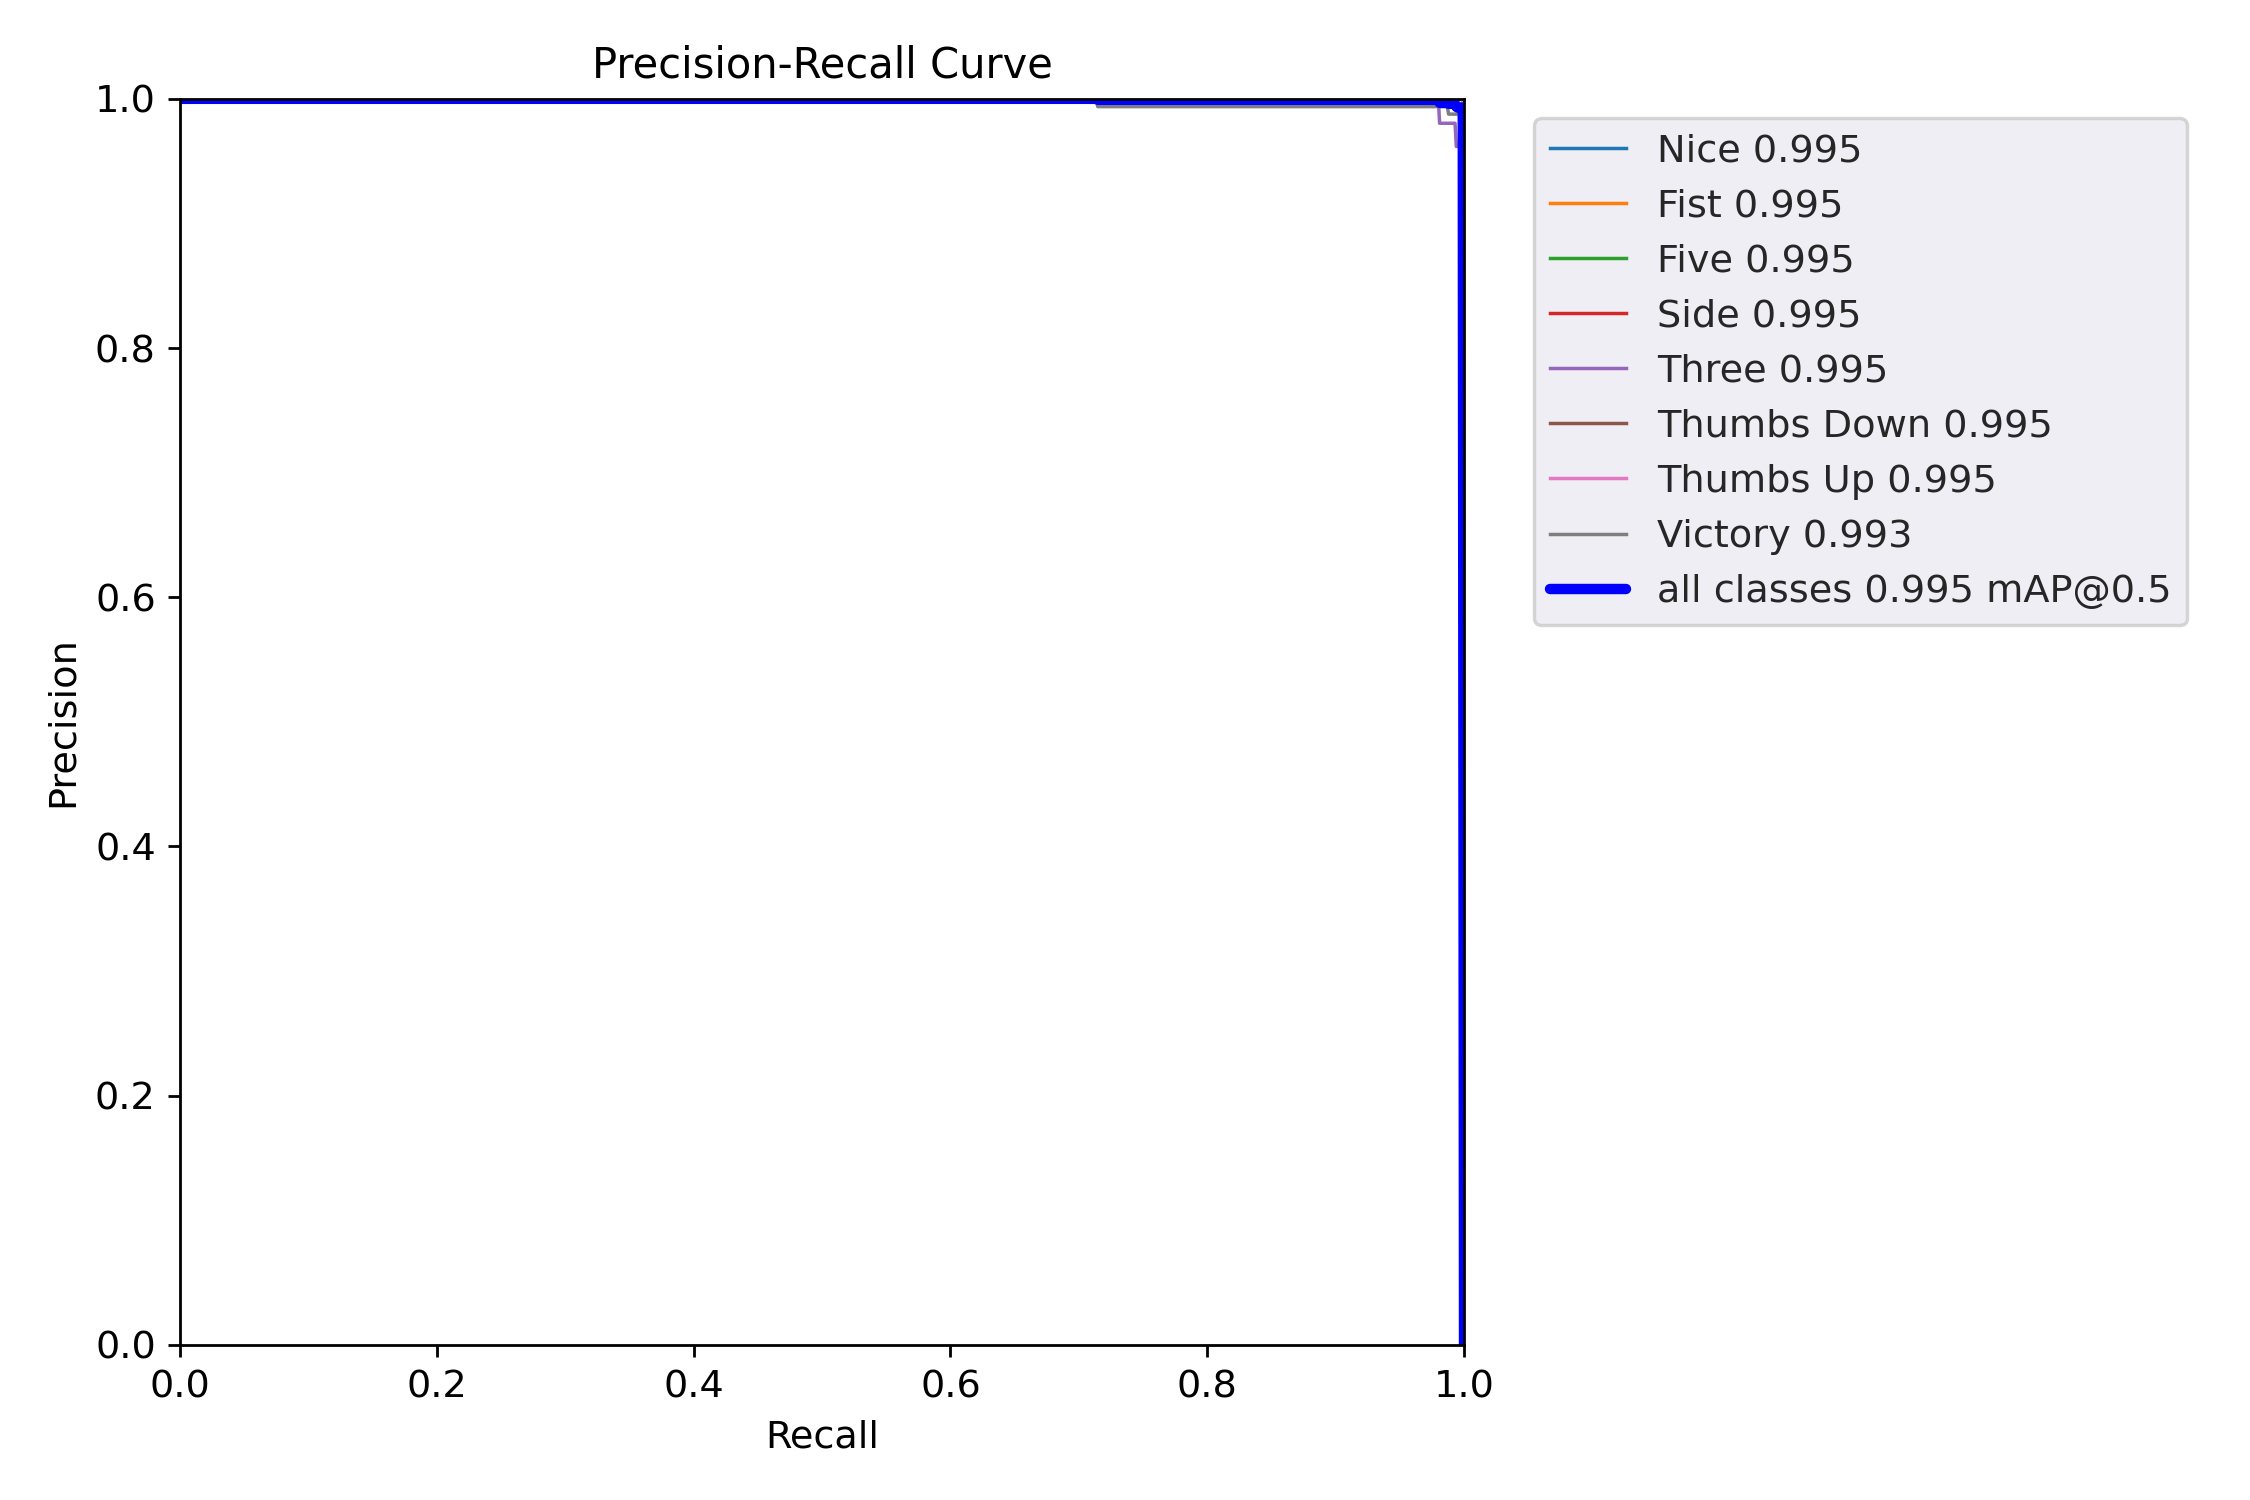 Precision-Recall Curve
1.0
0.8
0.6
0.4
0.2
0.0
Precision
0.0 0.2 0.4 0.6 0.8 1.0
Recall
Nice 0.995
Fist 0.995
Five 0.995
Side 0.995
Three 0.995
Thumbs Down 0.995
Thumbs Up 0.995
Victory 0.993
all classes 0.995 mAP@0.5